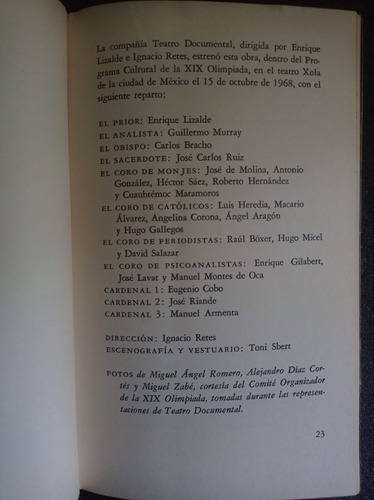 La compañía Teatro Documental, dirigida por Enrique
Lizalde e Ignacio Retes, estrenó esta obra, dentro del Pro-
grama Cultural de la XIX Olimpiada, en el teatro Xola
de la ciudad de México el 15 de octubre de 1968, con el
siguiente reparto:
EL PRIOR: Enrique Lizalde
EL ANALISTA: Guillermo Murray
EL OBISPO: Carlos Bracho
EL SACERDOTE: José Carlos Ruiz
EL CORO DE MONJES: José de Molina, Antonio
González, Héctor Sáez, Roberto Hernández
y Cuauhtémoc Maratomoros
EL CORO DE CATÓLICOS: Luis Heredia, Macario
Álvarez, Angelina Corona, Ángel Aragón
y Hugo Gallegos
EL CORO DE PERIODISTAS: Raúl Bóxer, Hugo Micel
y David Salazar
EL CORO DE PSICOANALISTAS: Enrique Gilabert,
José Lavat y Manuel Montes de Oca
CARDENAL 1: Eugenio Cobo
CARDENAL 2: José Riande
CARDENAL 3: Manuel Armenta
DIRECCIÓN: Ignacio Retes
ESCENOGRAFÍA Y VESTUARIO: Toni Sbert
FOTOS de Miguel Ángel Romero, Alejandro Díaz Cor-
tés y Miguel Zabé, cortesía del Comité Organizador
de la XIX Olimpiada, tomadas durante las represen-
taciones de Teatro Documental.
23